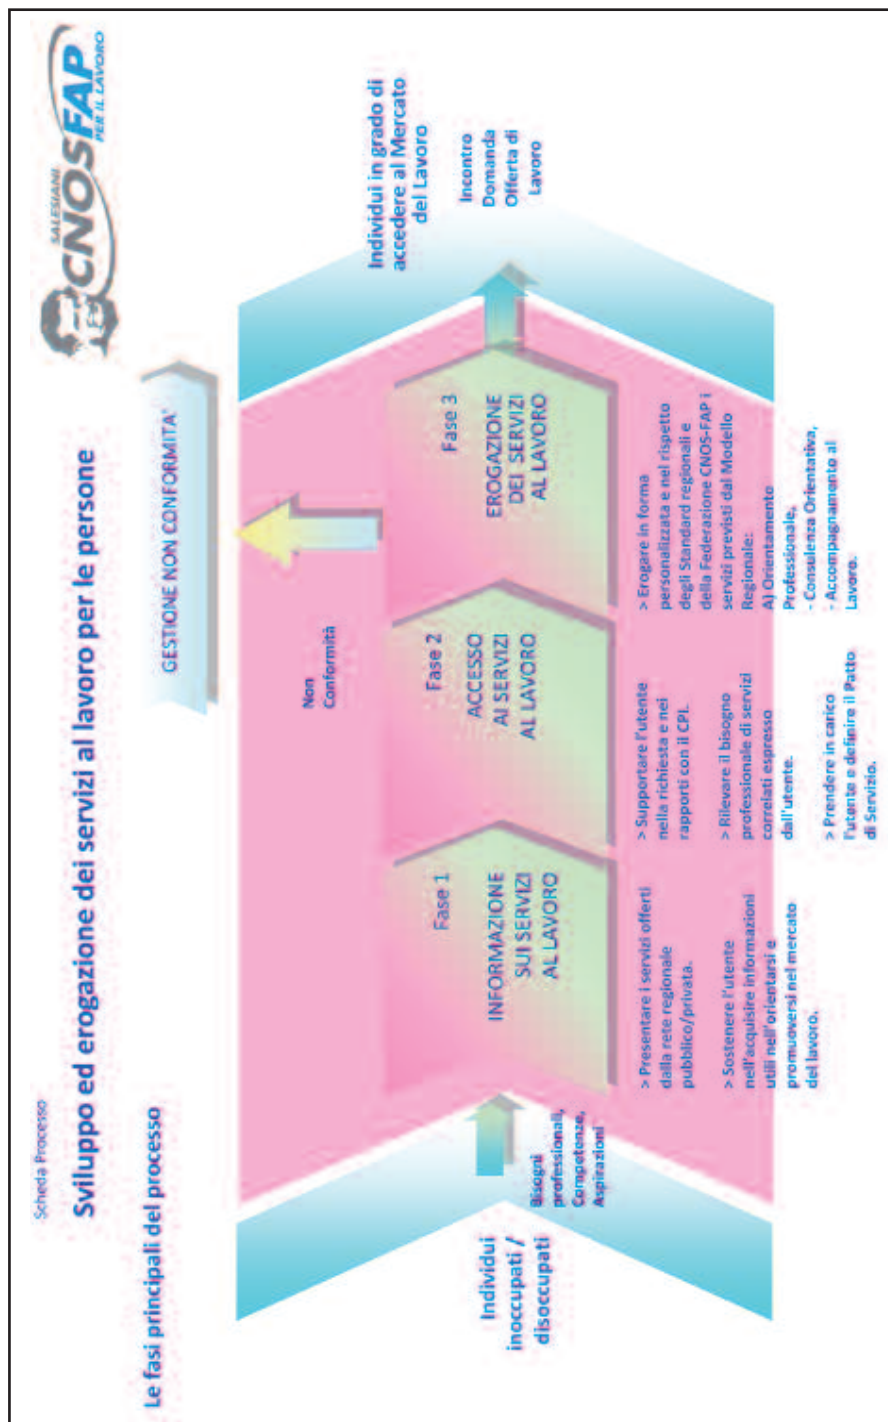 Scheda Processo
Sviluppo ed erogazione dei servizi al lavoro per le persone
SALESIANI
CNOSFAP
PER IL LAVORO
Le fasi principali del processo
GESTIONE NON CONFORMITA'
Non
Conformità
Individui
inoccupati /
disoccupati
Bisogni
professionali,
Competenze,
Aspirazioni
Fase 1
INFORMAZIONE
SUI SERVIZI
AL LAVORO
Fase 2
ACCESSO
AI SERVIZI
AL LAVORO
Fase 3
EROGAZIONE
DEI SERVIZI
AL LAVORO
Individui in grado di
accedere al Mercato
del Lavoro
Incontro
Domanda
Offerta di
Lavoro
> Presentare i servizi offerti
dalla rete regionale
pubblico/privata.
> Sostenere l'utente
nell'acquisire informazioni
utili nell'orientarsi e
promuoversi nel mercato
del lavoro.
> Supportare l'utente
nella richiesta e nei
rapporti con il CPI.
> Rilevare il bisogno
professionale di servizi
correlati espresso
dall'utente.
> Prendere in carico
l'utente e definire il Patto
di Servizio.
> Erogare in forma
personalizzata e nel rispetto
degli Standard regionali e
della Federazione CNOS-FAP i
servizi previsti dal Modello
Regionale:
A) Orientamento
Professionale,
- Consulenza Orientativa,
- Accompagnamento al
Lavoro.